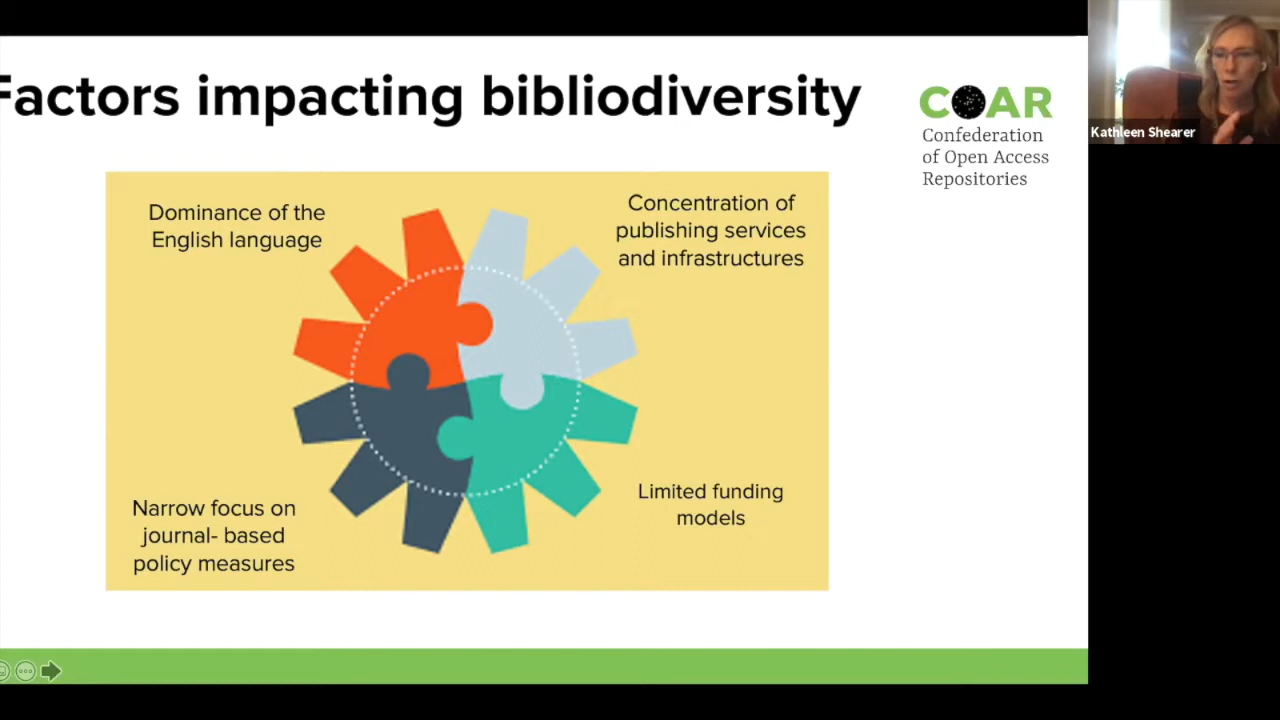 Factors impacting bibliodiversity
COAR
Confederation
of Open Access
Repositories
Kathleen Shearer
Dominance of the
English language
Concentration of
publishing services
and infrastructures
Narrow focus on
journal- based
policy measures
Limited funding
models